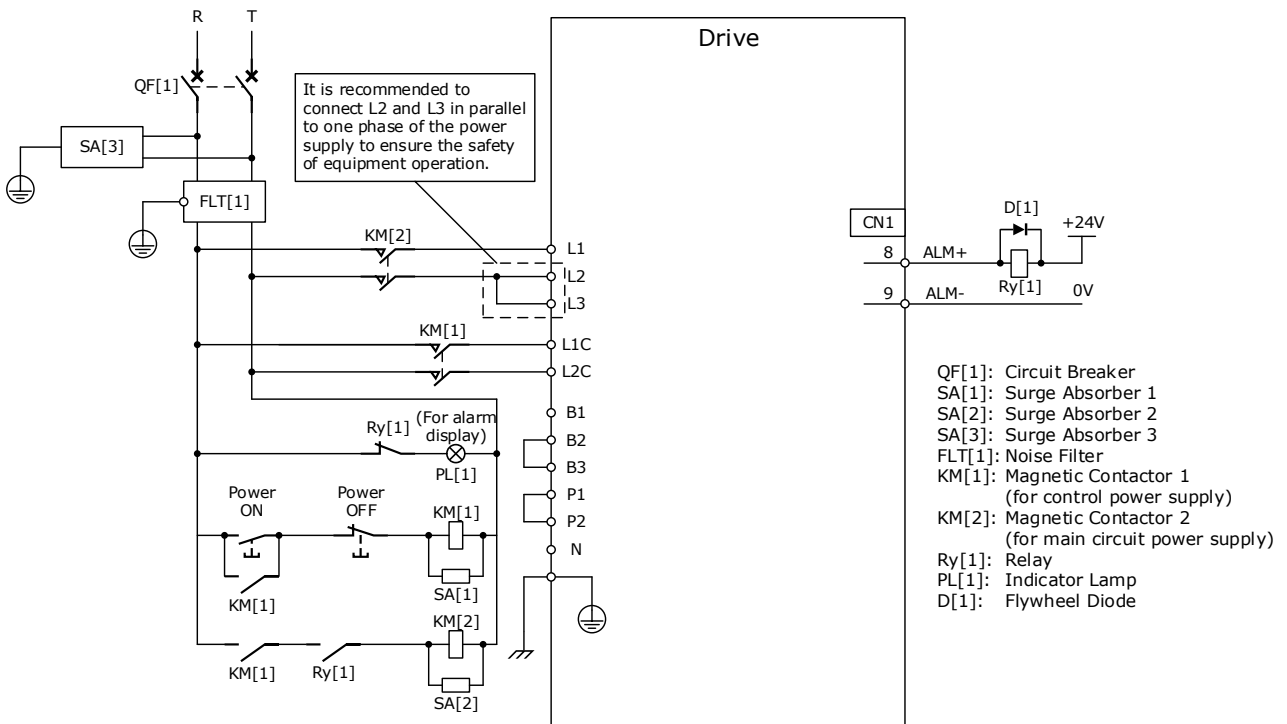 R
T
Drive
QF[1]
It is recommended to
connect L2 and L3 in parallel
to one phase of the power
supply to ensure the safety
of equipment operation.
SA[3]
FLT[1]
KM[2]
L1
L2
L3
KM[1]
L1C
L2C
CN1
D[1]
+24V
8
ALM+
Ry[1]
9
ALM-
0V
B1
Ry[1]
(For alarm
display)
PL[1]
B2
B3
Power
ON
Power
OFF
KM[1]
P1
P2
N
KM[1]
SA[1]
KM[2]
KM[1]
Ry[1]
SA[2]
QF[1]: Circuit Breaker
SA[1]: Surge Absorber 1
SA[2]: Surge Absorber 2
SA[3]: Surge Absorber 3
FLT[1]: Noise Filter
KM[1]: Magnetic Contactor 1
(for control power supply)
KM[2]: Magnetic Contactor 2
(for main circuit power supply)
Ry[1]: Relay
PL[1]: Indicator Lamp
D[1]: Flywheel Diode